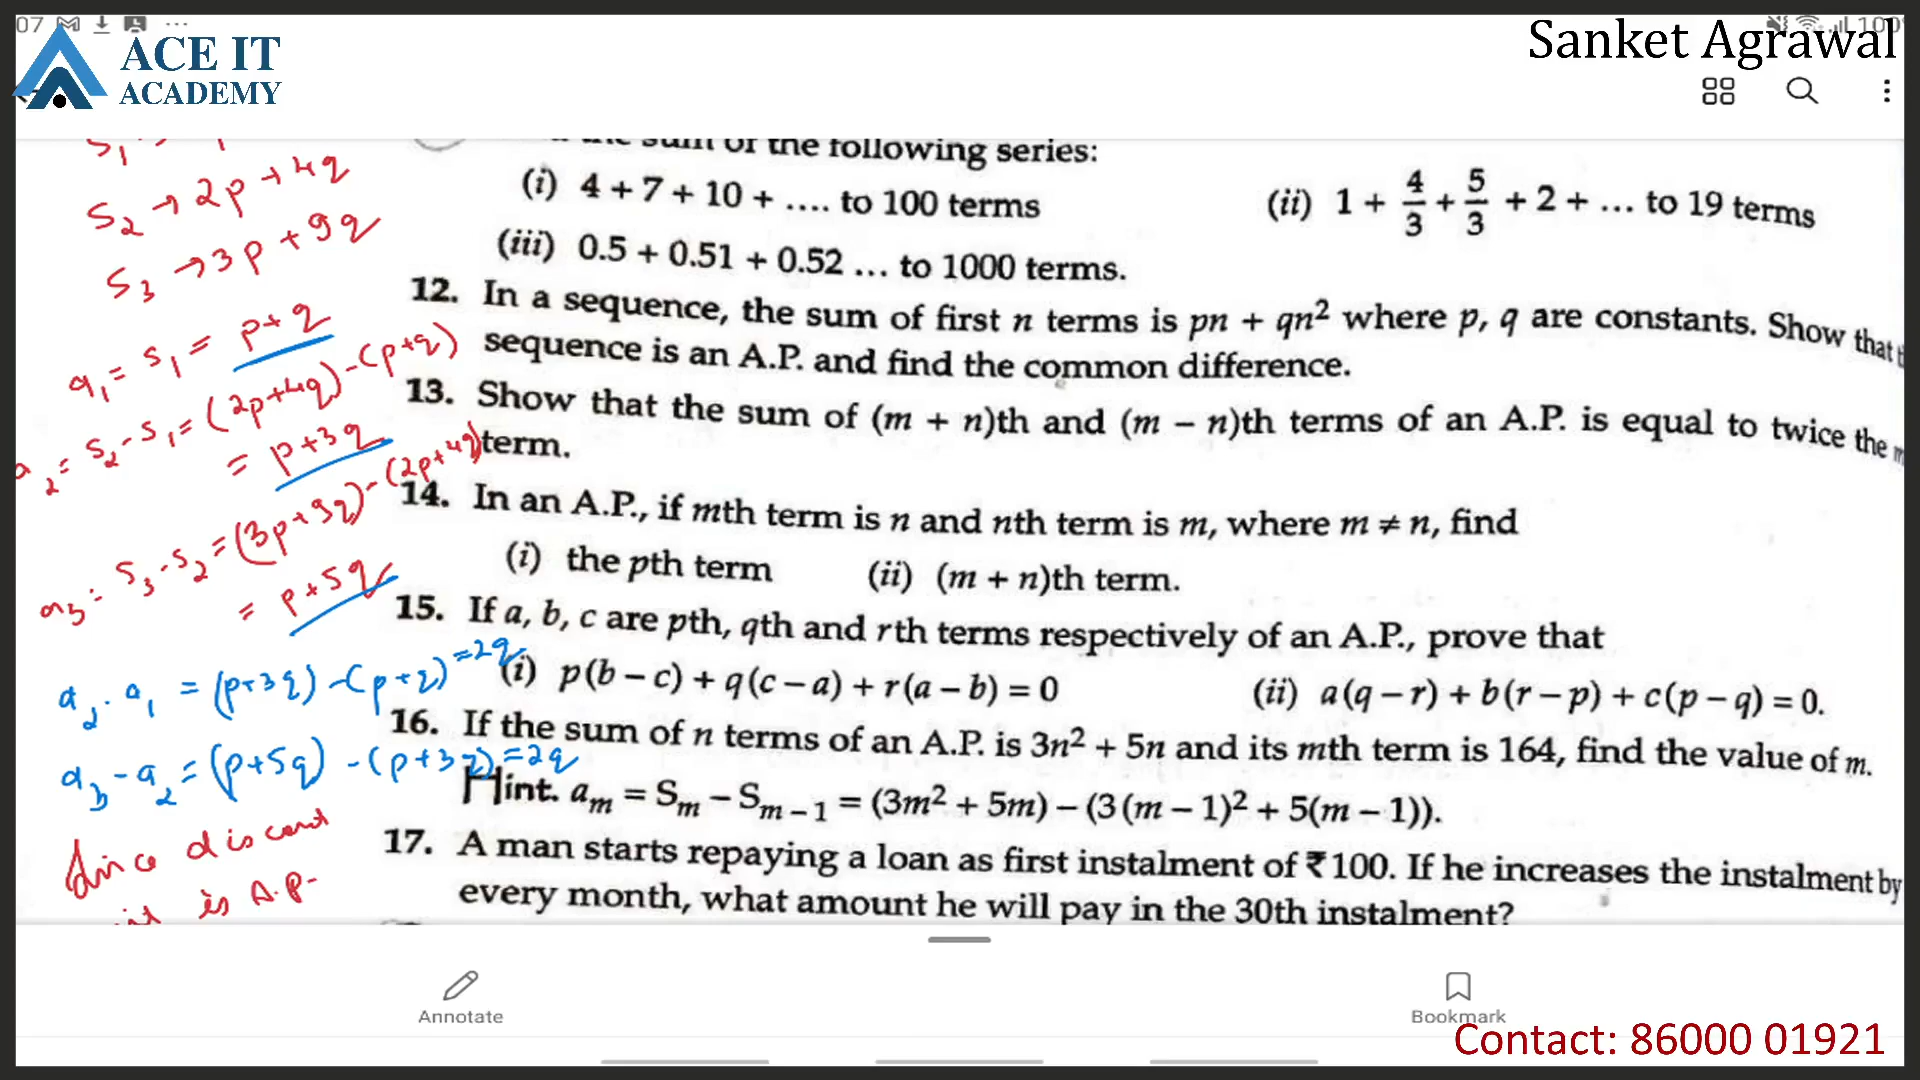 07
100
ACE IT
ACADEMY
Sanket Agrawal
sum of the following series:
(i) 4 + 7 + 10 + .... to 100 terms
(ii) 1 + 4/3 + 5/3 + 2 + ... to 19 terms
(iii) 0.5 + 0.51 + 0.52 ... to 1000 terms.
12. In a sequence, the sum of first n terms is pn + qn² where p, q are constants. Show that
sequence is an A.P. and find the common difference.
13. Show that the sum of (m + n)th and (m – n)th terms of an A.P. is equal to twice the
term.
14. In an A.P., if mth term is n and nth term is m, where m ≠ n, find
(i) the pth term (ii) (m + n)th term.
15. If a, b, c are pth, qth and rth terms respectively of an A.P., prove that
(i) p(b – c) + q(c – a) + r(a – b) = 0 (ii) a(q – r) + b(r – p) + c(p – q) = 0.
16. If the sum of n terms of an A.P. is 3n² + 5n and its mth term is 164, find the value of m.
Hint. aₘ = Sₘ – Sₘ₋₁ = (3m² + 5m) – (3(m – 1)² + 5(m – 1)).
17. A man starts repaying a loan as first instalment of ₹100. If he increases the instalment by
every month, what amount he will pay in the 30th instalment?
S₁ →
S₂ → 2p + 4q
S₃ → 3p + 9q
a₁ = S₁ = p + q
a₂ = S₂ - S₁ = (2p+4q) - (p+q)
= p+3q
a₃ = S₃ - S₂ = (3p+9q) - (2p+4q)
= p+5q
a₂ - a₁ = (p+3q) - (p+q) = 2q
a₃ - a₂ = (p+5q) - (p+3q) = 2q
Since d is const
it is A.P.
Annotate
Bookmark
Contact: 86000 01921